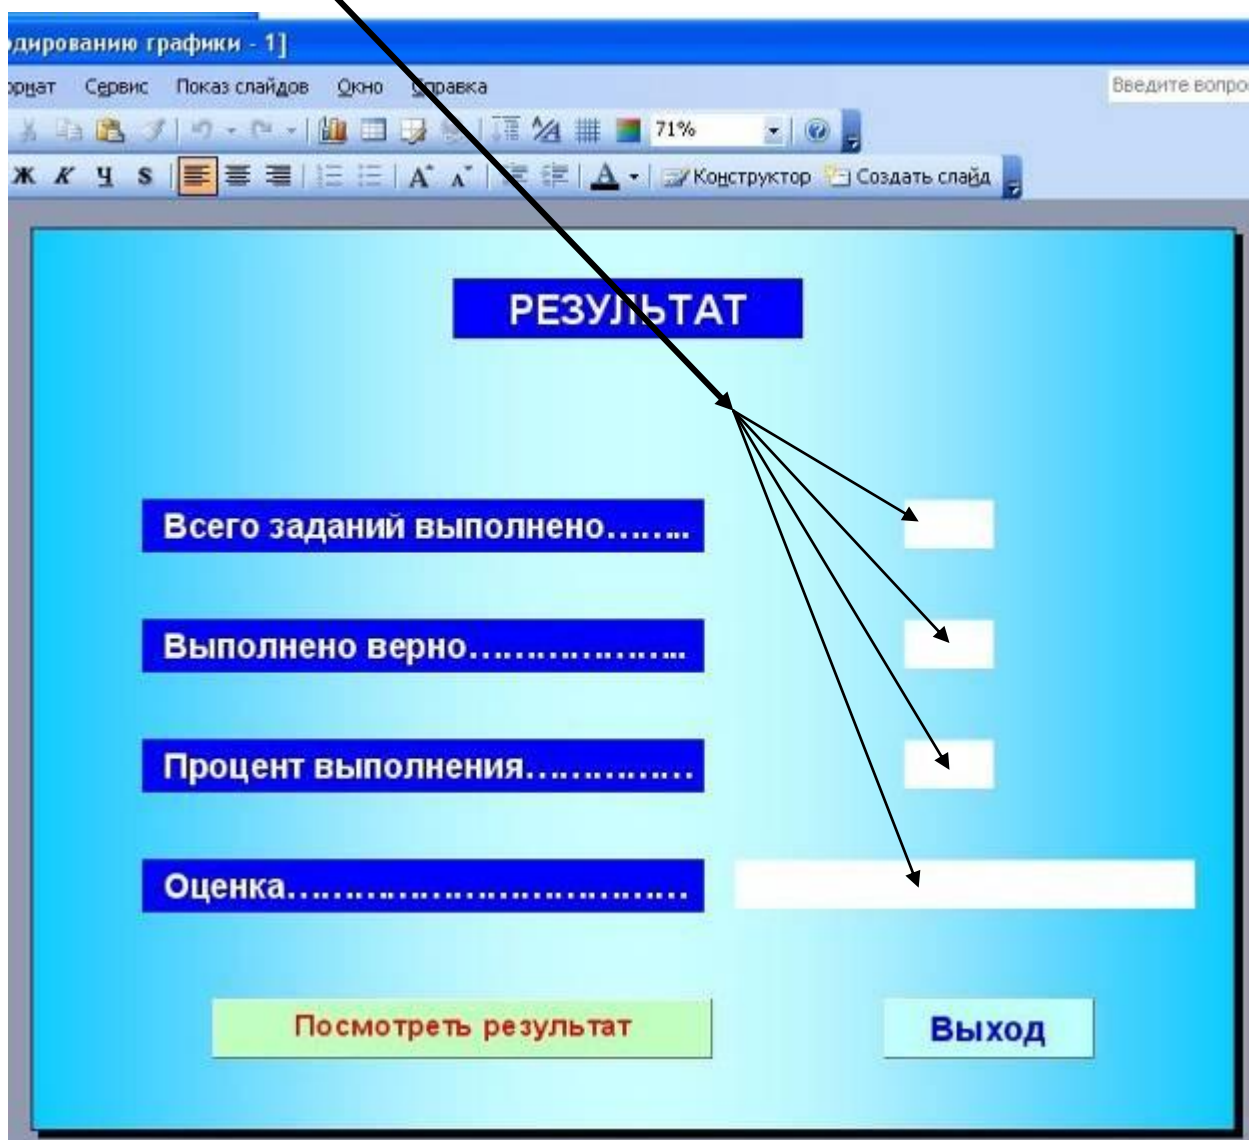 дированию графики - 1]
ормат Сервис Показ слайдов Окно Справка Введите вопро
71%
Ж К Ч S А А А Конструктор Создать слайд
РЕЗУЛЬТАТ
Всего заданий выполнено........
Выполнено верно.....................
Процент выполнения................
Оценка......................................
Посмотреть результат Выход